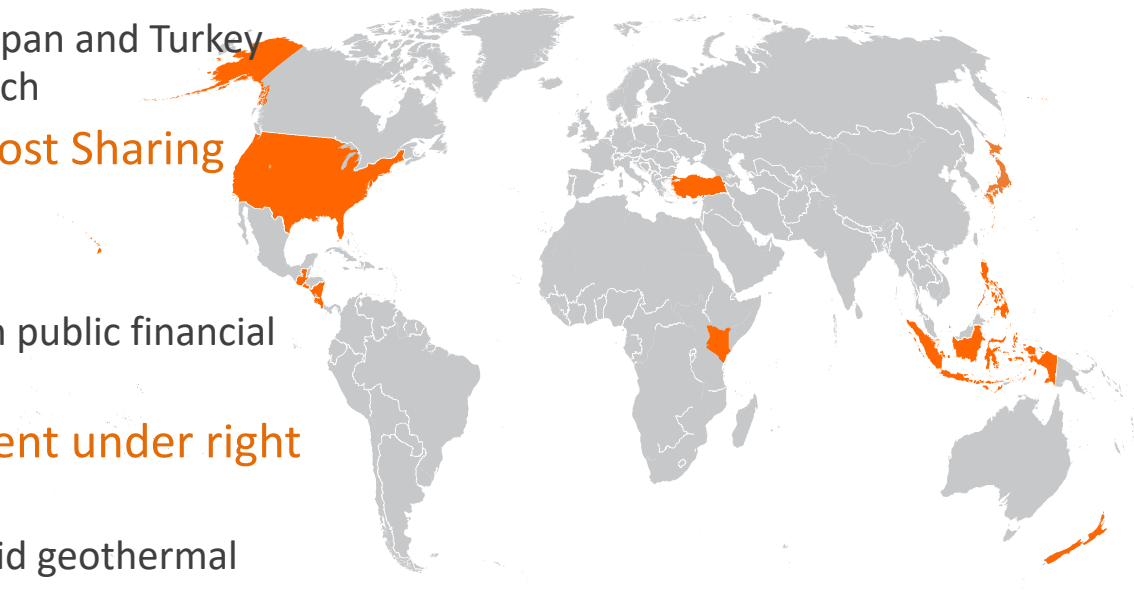 pan and Turkey
ch
ost Sharing
n public financial
ent under right
id geothermal